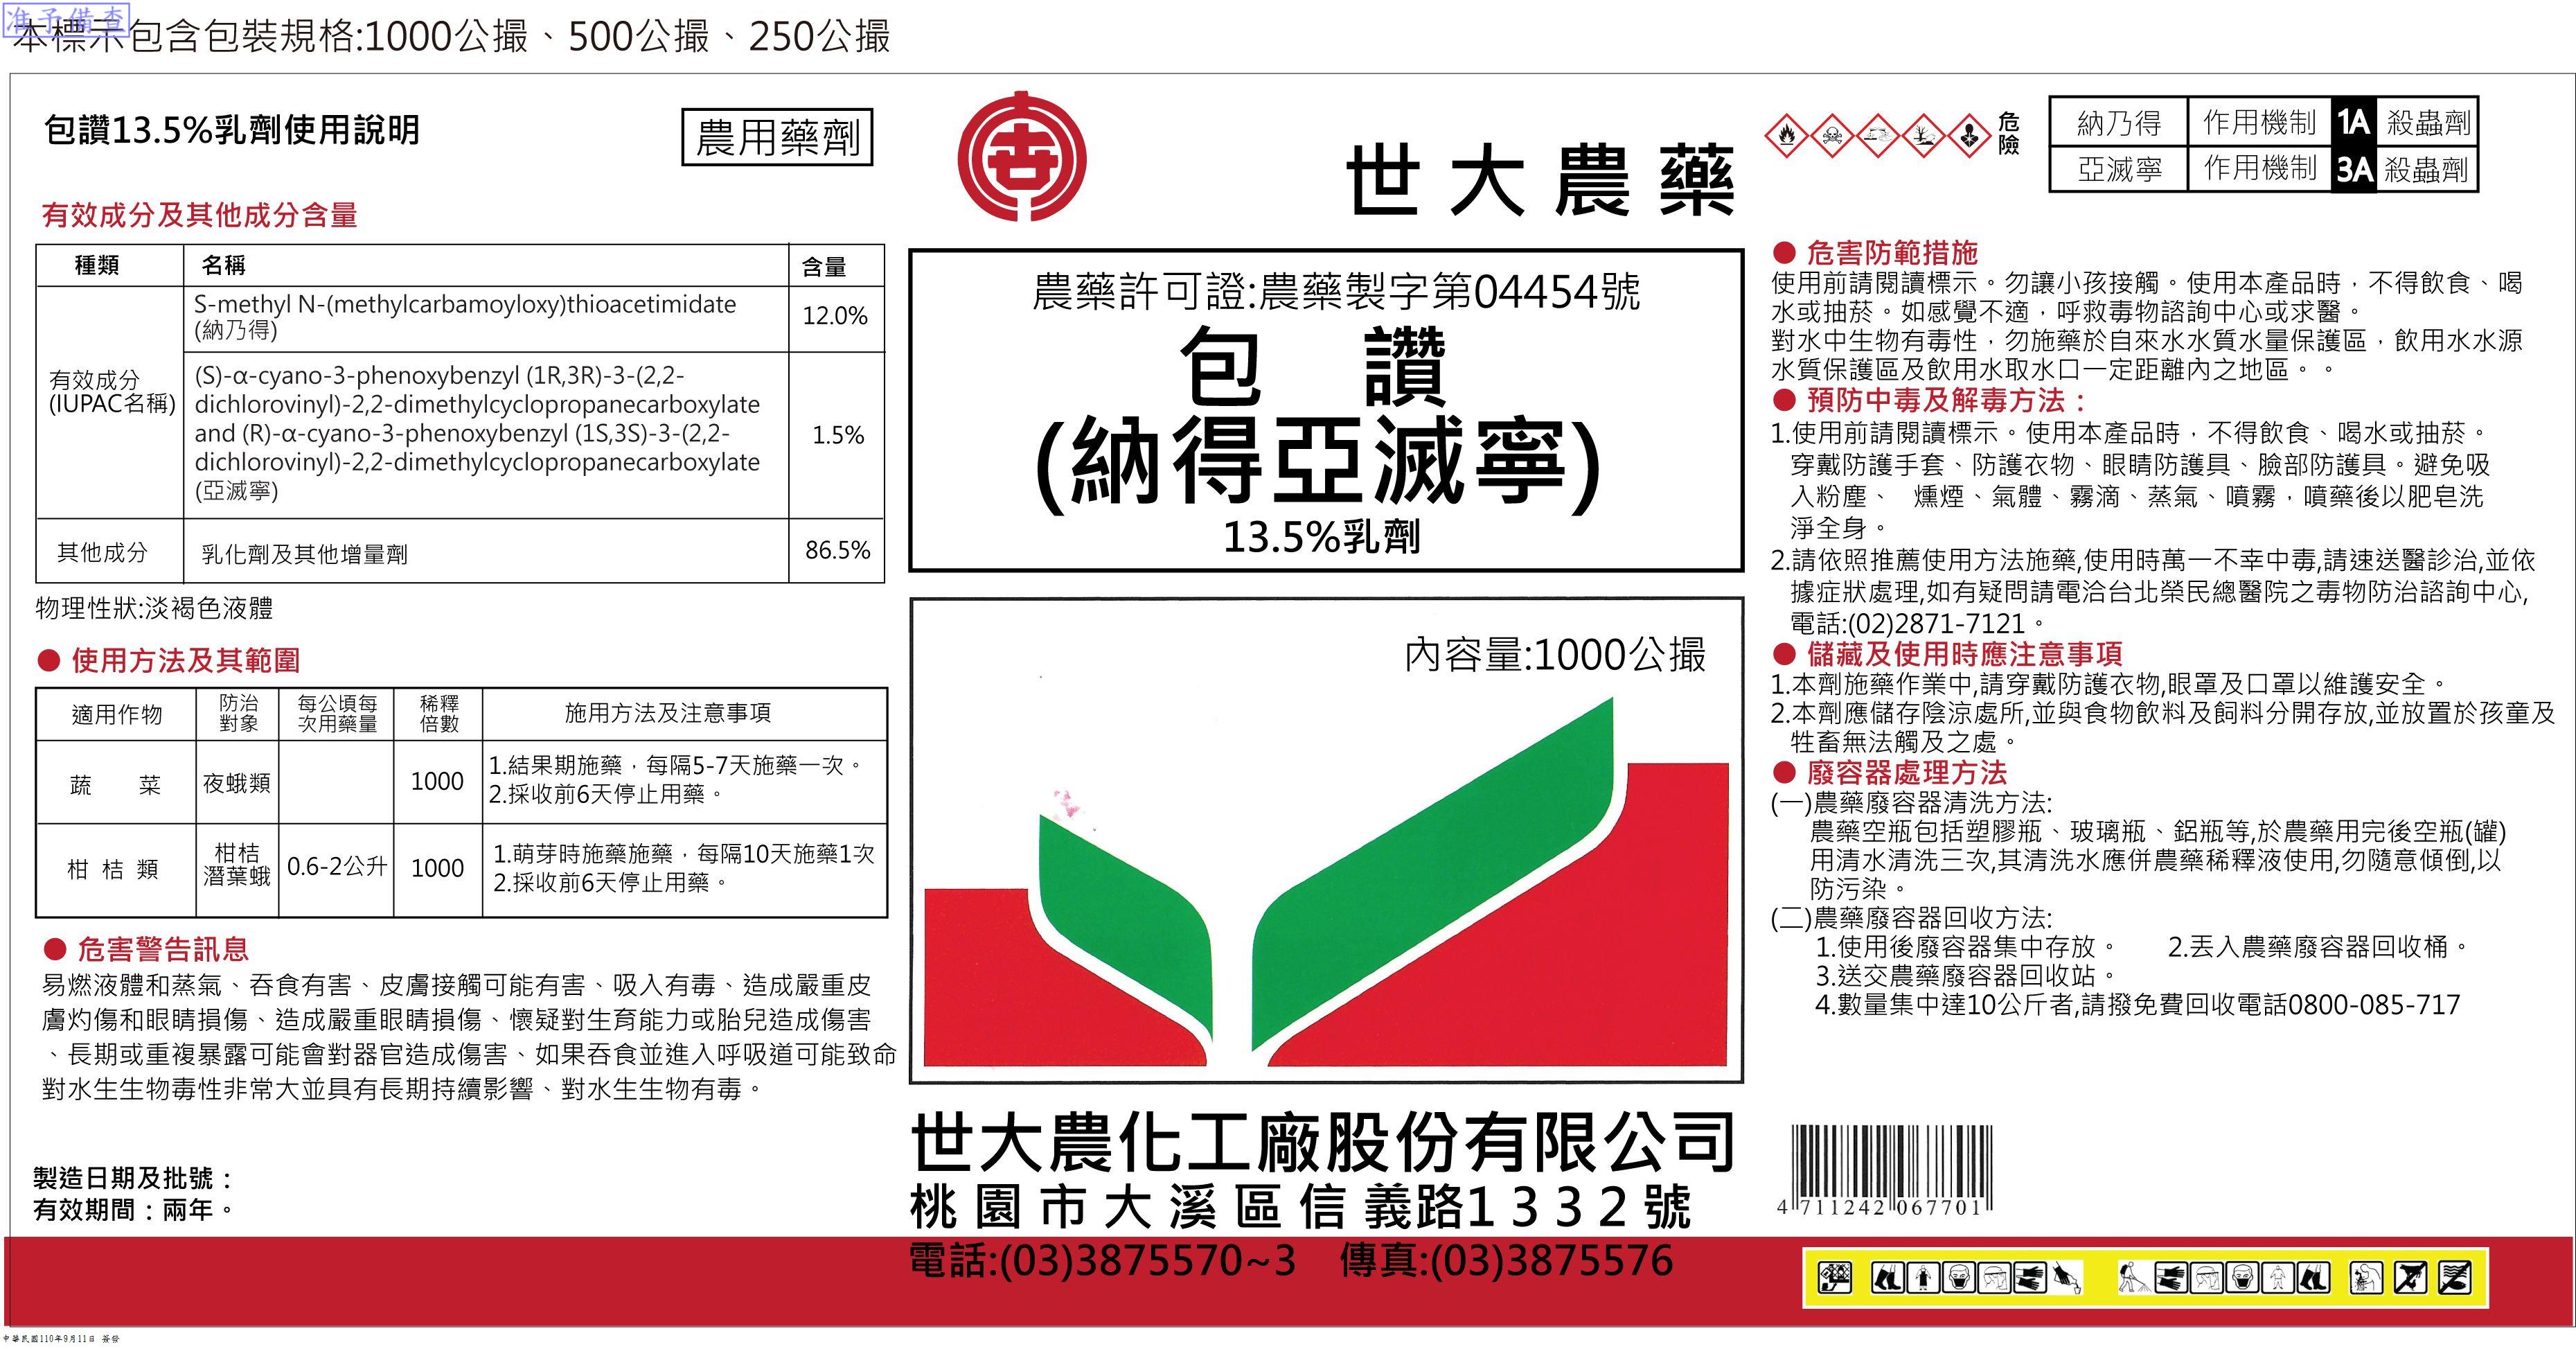 准予備查
本標示包含包裝規格:1000公撮、500公撮、250公撮
包讚13.5%乳劑使用說明
農用藥劑
有效成分及其他成分含量
種類 名稱 含量
有效成分
(IUPAC名稱)
S-methyl N-(methylcarbamoyloxy)thioacetimidate
(納乃得)
12.0%
(S)-α-cyano-3-phenoxybenzyl (1R,3R)-3-(2,2-
dichlorovinyl)-2,2-dimethylcyclopropanecarboxylate
and (R)-α-cyano-3-phenoxybenzyl (1S,3S)-3-(2,2-
dichlorovinyl)-2,2-dimethylcyclopropanecarboxylate
(亞滅寧)
1.5%
其他成分 乳化劑及其他增量劑 86.5%
物理性狀:淡褐色液體
● 使用方法及其範圍
適用作物 防治對象 每公頃每次用藥量 稀釋倍數 施用方法及注意事項
蔬 菜 夜蛾類 1000
1.結果期施藥，每隔5-7天施藥一次。
2.採收前6天停止用藥。
柑 桔 類 柑桔潛葉蛾 0.6-2公升 1000
1.萌芽時施藥施藥，每隔10天施藥1次
2.採收前6天停止用藥。
● 危害警告訊息
易燃液體和蒸氣、吞食有害、皮膚接觸可能有害、吸入有毒、造成嚴重皮
膚灼傷和眼睛損傷、造成嚴重眼睛損傷、懷疑對生育能力或胎兒造成傷害
、長期或重複暴露可能會對器官造成傷害、如果吞食並進入呼吸道可能致命
對水生生物毒性非常大並具有長期持續影響、對水生生物有毒。
製造日期及批號：
有效期間：兩年。
世大農藥
農藥許可證:農藥製字第04454號
包 讚
(納得亞滅寧)
13.5%乳劑
內容量:1000公撮
世大農化工廠股份有限公司
桃園市大溪區信義路1332號
電話:(03)3875570~3 傳真:(03)3875576
危險
納乃得 作用機制 1A 殺蟲劑
亞滅寧 作用機制 3A 殺蟲劑
● 危害防範措施
使用前請閱讀標示。勿讓小孩接觸。使用本產品時，不得飲食、喝
水或抽菸。如感覺不適，呼救毒物諮詢中心或求醫。
對水中生物有毒性，勿施藥於自來水水質水量保護區，飲用水水源
水質保護區及飲用水取水口一定距離內之地區。。
● 預防中毒及解毒方法：
1.使用前請閱讀標示。使用本產品時，不得飲食、喝水或抽菸。
穿戴防護手套、防護衣物、眼睛防護具、臉部防護具。避免吸
入粉塵、 燻煙、氣體、霧滴、蒸氣、噴霧，噴藥後以肥皂洗
淨全身。
2.請依照推薦使用方法施藥,使用時萬一不幸中毒,請速送醫診治,並依
據症狀處理,如有疑問請電洽台北榮民總醫院之毒物防治諮詢中心,
電話:(02)2871-7121。
● 儲藏及使用時應注意事項
1.本劑施藥作業中,請穿戴防護衣物,眼罩及口罩以維護安全。
2.本劑應儲存陰涼處所,並與食物飲料及飼料分開存放,並放置於孩童及
牲畜無法觸及之處。
● 廢容器處理方法
(一)農藥廢容器清洗方法:
農藥空瓶包括塑膠瓶、玻璃瓶、鋁瓶等,於農藥用完後空瓶(罐)
用清水清洗三次,其清洗水應併農藥稀釋液使用,勿隨意傾倒,以
防污染。
(二)農藥廢容器回收方法:
1.使用後廢容器集中存放。 2.丟入農藥廢容器回收桶。
3.送交農藥廢容器回收站。
4.數量集中達10公斤者,請撥免費回收電話0800-085-717
4 711242 067701
中華民國110年9月11日 簽發